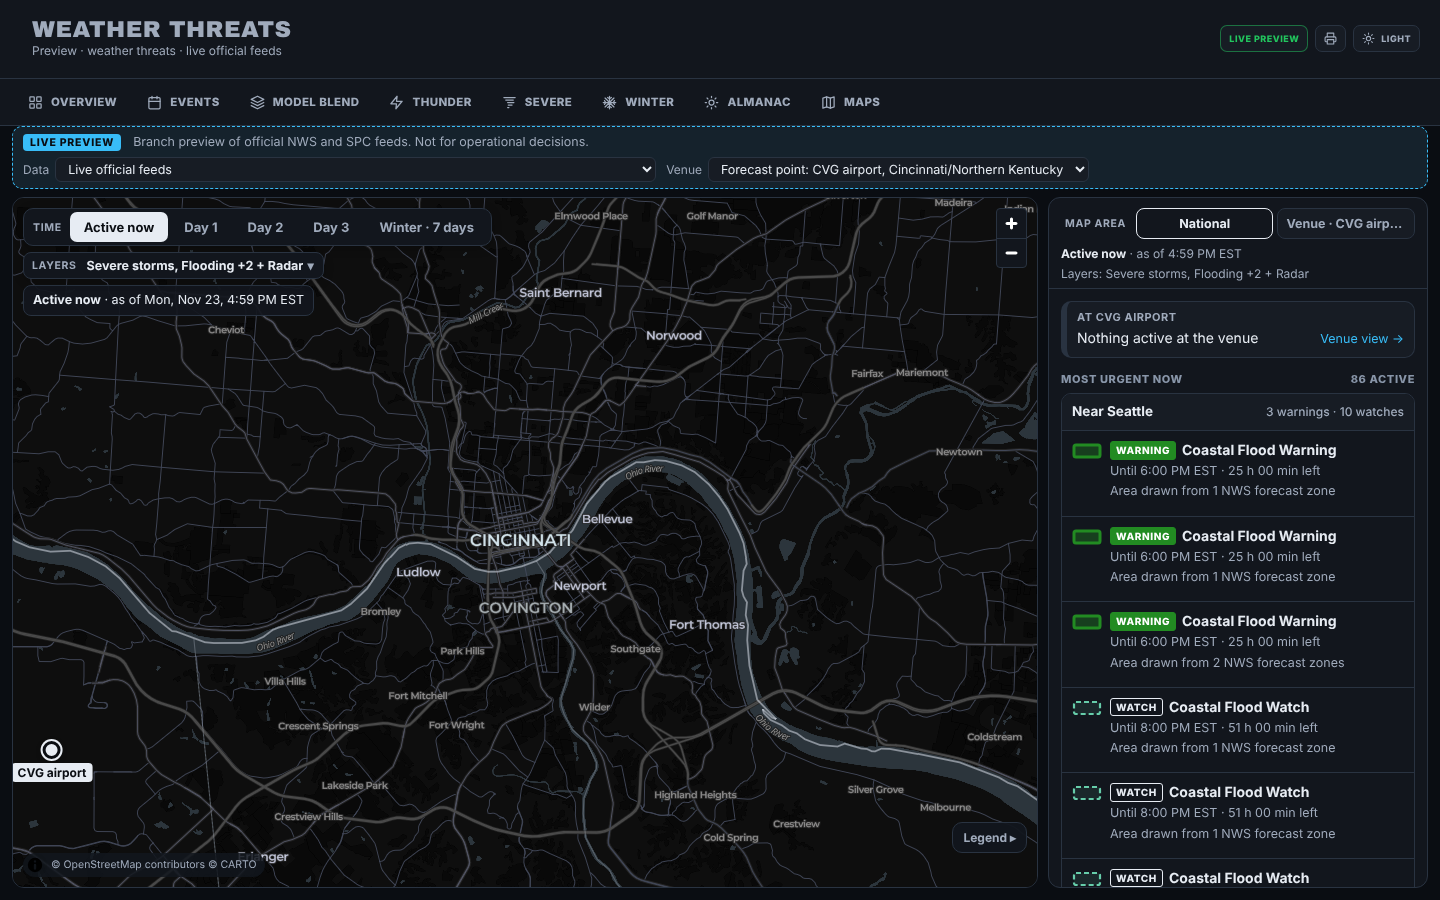 WEATHER THREATS
Preview · weather threats · live official feeds
LIVE PREVIEW
LIGHT
OVERVIEW
EVENTS
MODEL BLEND
THUNDER
SEVERE
WINTER
ALMANAC
MAPS
LIVE PREVIEW Branch preview of official NWS and SPC feeds. Not for operational decisions.
Data Live official feeds Venue Forecast point: CVG airport, Cincinnati/Northern Kentucky
TIME Active now Day 1 Day 2 Day 3 Winter · 7 days
LAYERS Severe storms, Flooding +2 + Radar ▾
Active now · as of Mon, Nov 23, 4:59 PM EST
+
−
Elmwood Place
Golf Manor
Madeira
Indian
Saint Bernard
Mill Creek
Cheviot
Norwood
Fairfax
Mariemont
Newtown
Ohio River
Bellevue
CINCINNATI
Ludlow
Newport
Bromley
COVINGTON
Fort Thomas
Ohio River
Park Hills
Southgate
Villa Hills
Fort Mitchell
Wilder
Crescent Springs
Fort Wright
Ohio River
Coldstream
CVG airport
Lakeside Park
Highland Heights
Silver Grove
Melbourne
Crestview Hills
Crestview
Cold Spring
Erlanger
Legend ▸
© OpenStreetMap contributors © CARTO
MAP AREA National Venue · CVG airp...
Active now · as of 4:59 PM EST
Layers: Severe storms, Flooding +2 + Radar
AT CVG AIRPORT
Nothing active at the venue Venue view →
MOST URGENT NOW 86 ACTIVE
Near Seattle 3 warnings · 10 watches
WARNING Coastal Flood Warning
Until 6:00 PM EST · 25 h 00 min left
Area drawn from 1 NWS forecast zone
WARNING Coastal Flood Warning
Until 6:00 PM EST · 25 h 00 min left
Area drawn from 1 NWS forecast zone
WARNING Coastal Flood Warning
Until 6:00 PM EST · 25 h 00 min left
Area drawn from 2 NWS forecast zones
WATCH Coastal Flood Watch
Until 8:00 PM EST · 51 h 00 min left
Area drawn from 1 NWS forecast zone
WATCH Coastal Flood Watch
Until 8:00 PM EST · 51 h 00 min left
Area drawn from 1 NWS forecast zone
WATCH Coastal Flood Watch